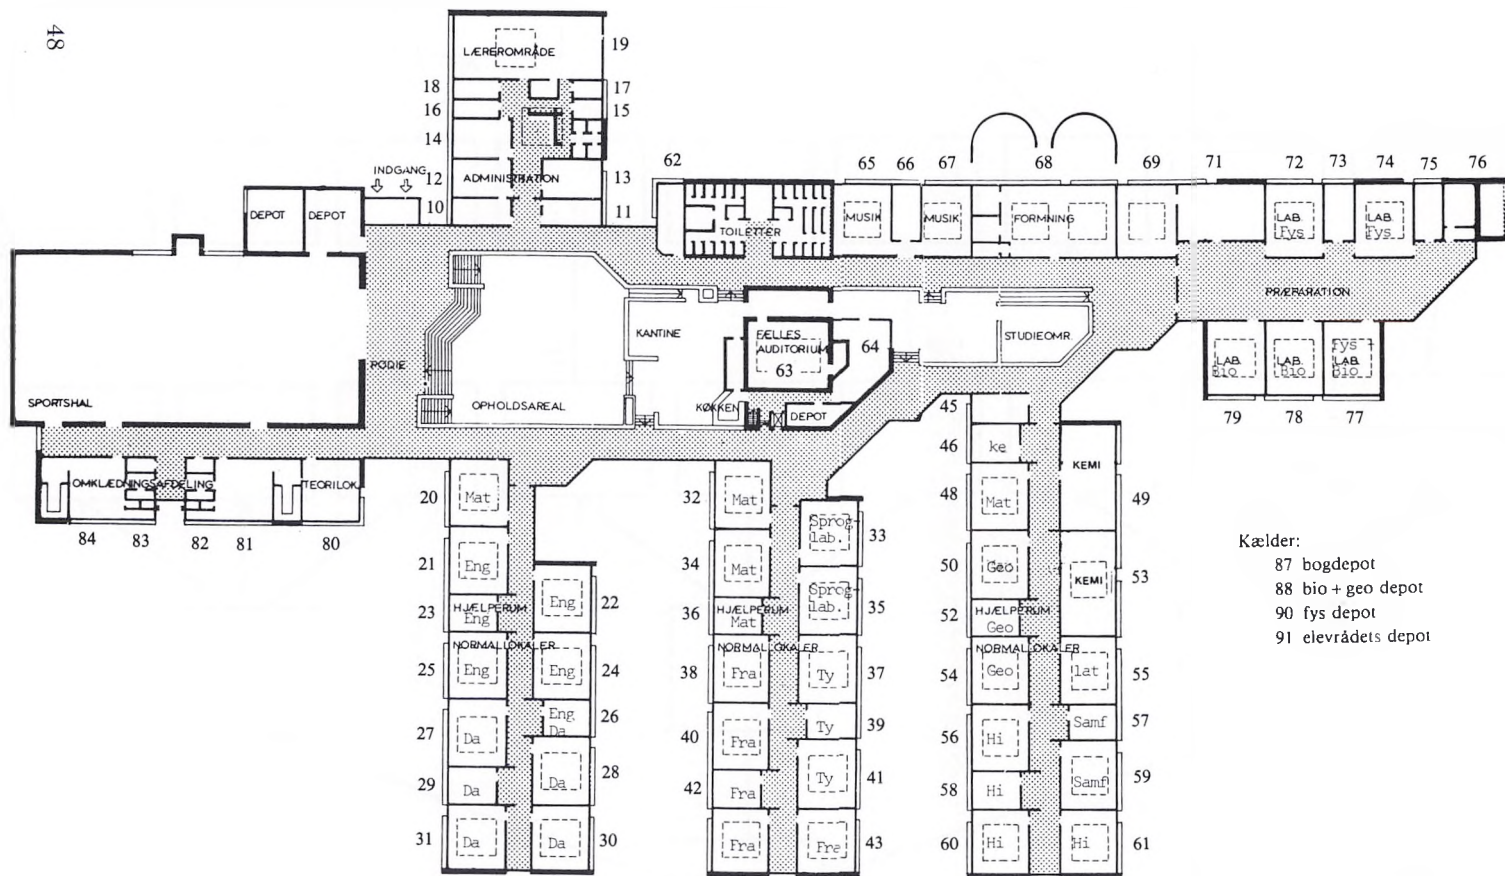 48
19
LÆREROMRÅDE
18
17
16
15
14
INDGANG
12
ADMINISTRATION
13
10
11
DEPOT
DEPOT
62
65
66
67
68
69
71
72
73
74
75
76
TOILETTER
MUSIK
MUSIK
FORMNING
LAB.
Fys
LAB.
Fys
PRÆPARATION
PODIE
KANTINE
FÆLLES
AUDITORIUM
63
64
STUDIEOMR.
SPORTSHAL
OPHOLDSAREAL
KØKKEN
DEPOT
LAB.
Bio
LAB.
Bio
Fys +
LAB.
Bio
79
78
77
OMKLÆDNINGSAFDELING
TEORILOK.
84
83
82
81
80
20
Mat
21
Eng
Eng
22
23
HJÆLPERUM
Eng
NORMALLOKALER
25
Eng
Eng
24
Eng
Da
26
27
Da
Da
28
29
Da
31
Da
Da
30
32
Mat
Sprog
lab.
33
34
Mat
Sprog
lab.
35
36
HJÆLPERUM
Mat
NORMALLOKALER
38
Fra
Ty
37
Ty
39
40
Fra
Ty
41
42
Fra
Fra
Fra
43
45
46
ke
KEMI
48
Mat
49
50
Geo
KEMI
53
52
HJÆLPERUM
Geo
NORMALLOKALER
54
Geo
lat
55
Samf
57
56
Hi
Samf
59
58
Hi
60
Hi
Hi
61
Kælder:
87 bogdepot
88 bio + geo depot
90 fys depot
91 elevrådets depot